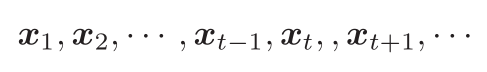 x₁, x₂, ⋯ , xₜ₋₁, xₜ, , xₜ₊₁, ⋯